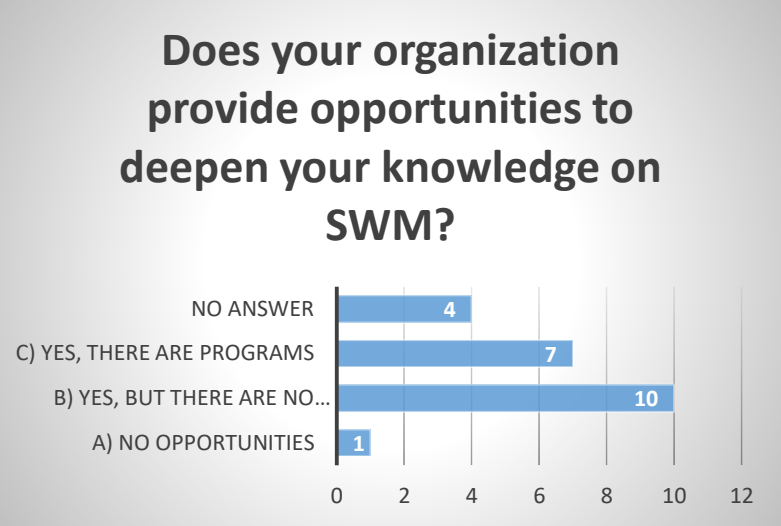 Does your organization
provide opportunities to
deepen your knowledge on
SWM?
NO ANSWER 4
C) YES, THERE ARE PROGRAMS 7
B) YES, BUT THERE ARE NO... 10
A) NO OPPORTUNITIES 1
0 2 4 6 8 10 12